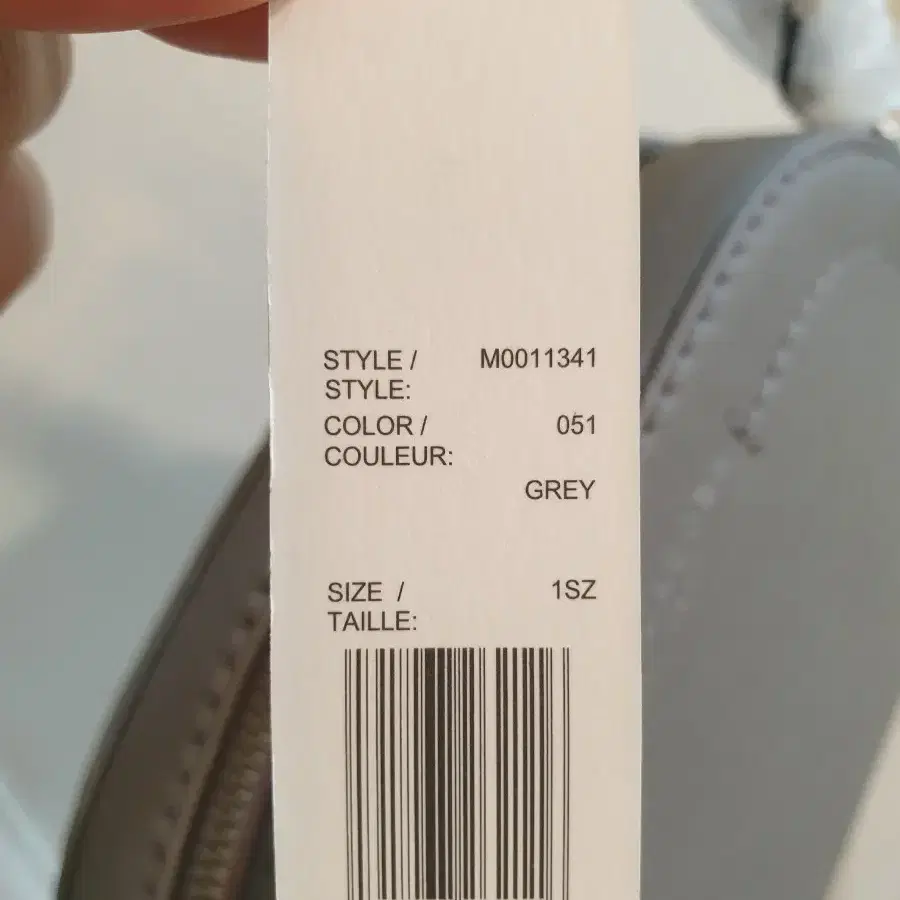 STYLE / M0011341
STYLE:
COLOR / 051
COULEUR:
GREY
SIZE / 1SZ
TAILLE: